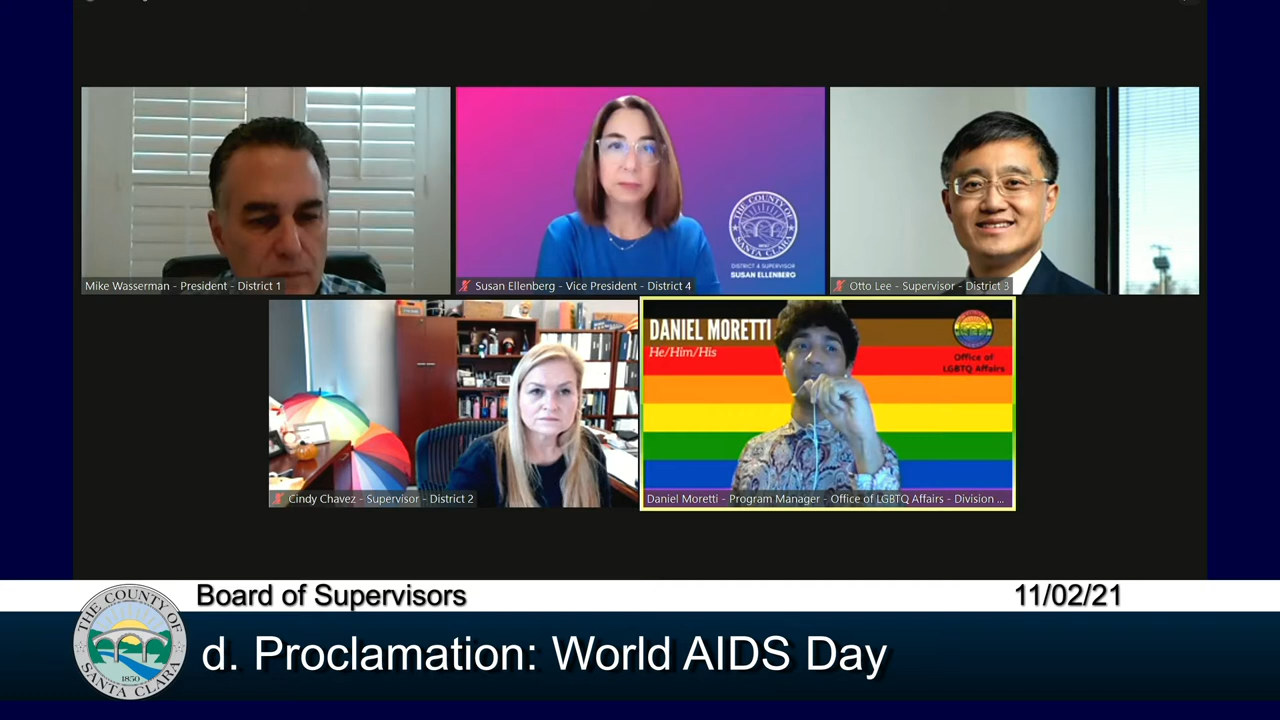 THE COUNTY OF
SANTA CLARA
DISTRICT 4 SUPERVISOR
SUSAN ELLENBERG
Mike Wasserman - President - District 1
Susan Ellenberg - Vice President - District 4
Otto Lee - Supervisor - District 3
DANIEL MORETTI
He/Him/His
Office of
LGBTQ Affairs
Cindy Chavez - Supervisor - District 2
Daniel Moretti - Program Manager - Office of LGBTQ Affairs - Division ...
Board of Supervisors
11/02/21
THE COUNTY OF
SANTA CLARA
1850
d. Proclamation: World AIDS Day